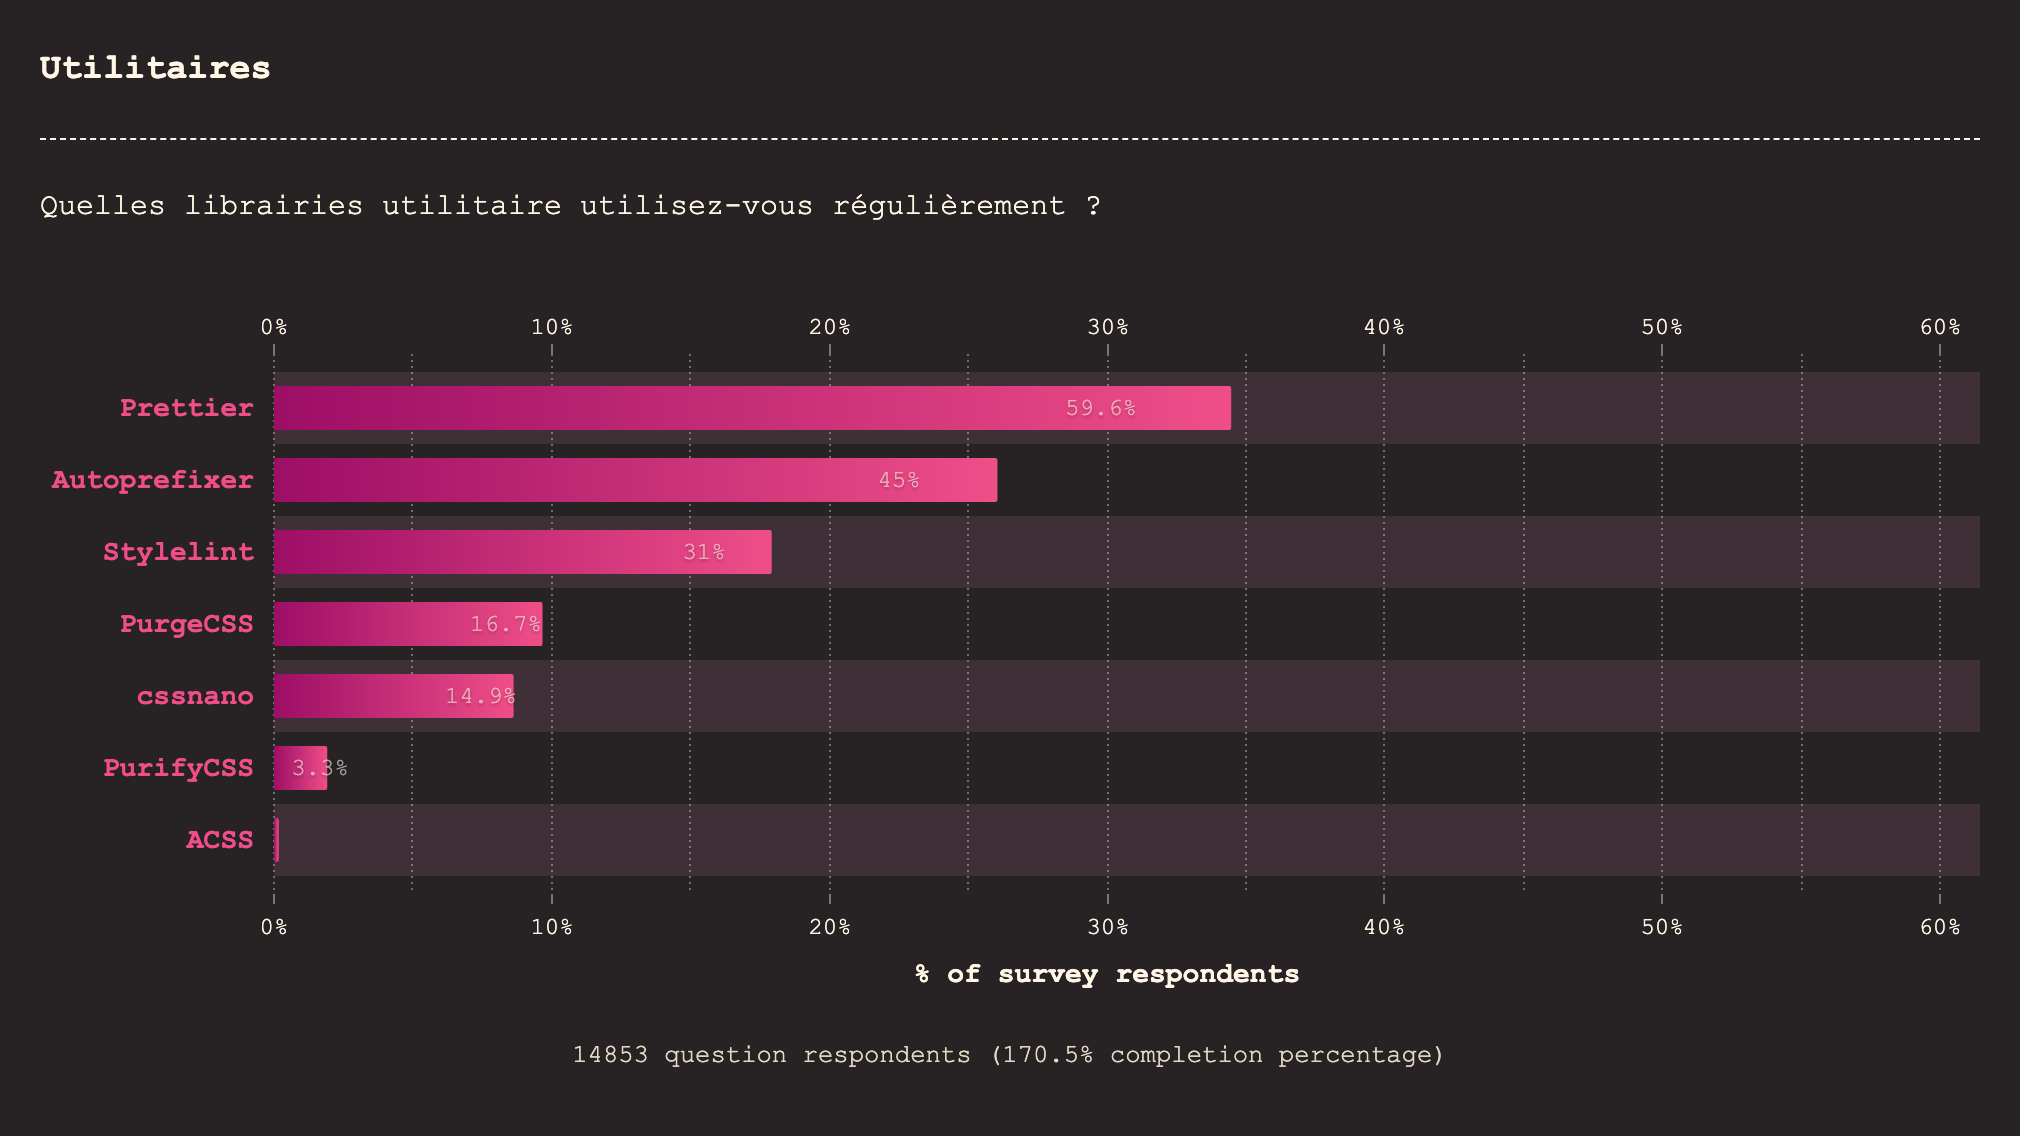 Utilitaires
Quelles librairies utilitaire utilisez-vous régulièrement ?
0% 10% 20% 30% 40% 50% 60%
Prettier 59.6%
Autoprefixer 45%
Stylelint 31%
PurgeCSS 16.7%
cssnano 14.9%
PurifyCSS 3.3%
ACSS
0% 10% 20% 30% 40% 50% 60%
% of survey respondents
14853 question respondents (170.5% completion percentage)